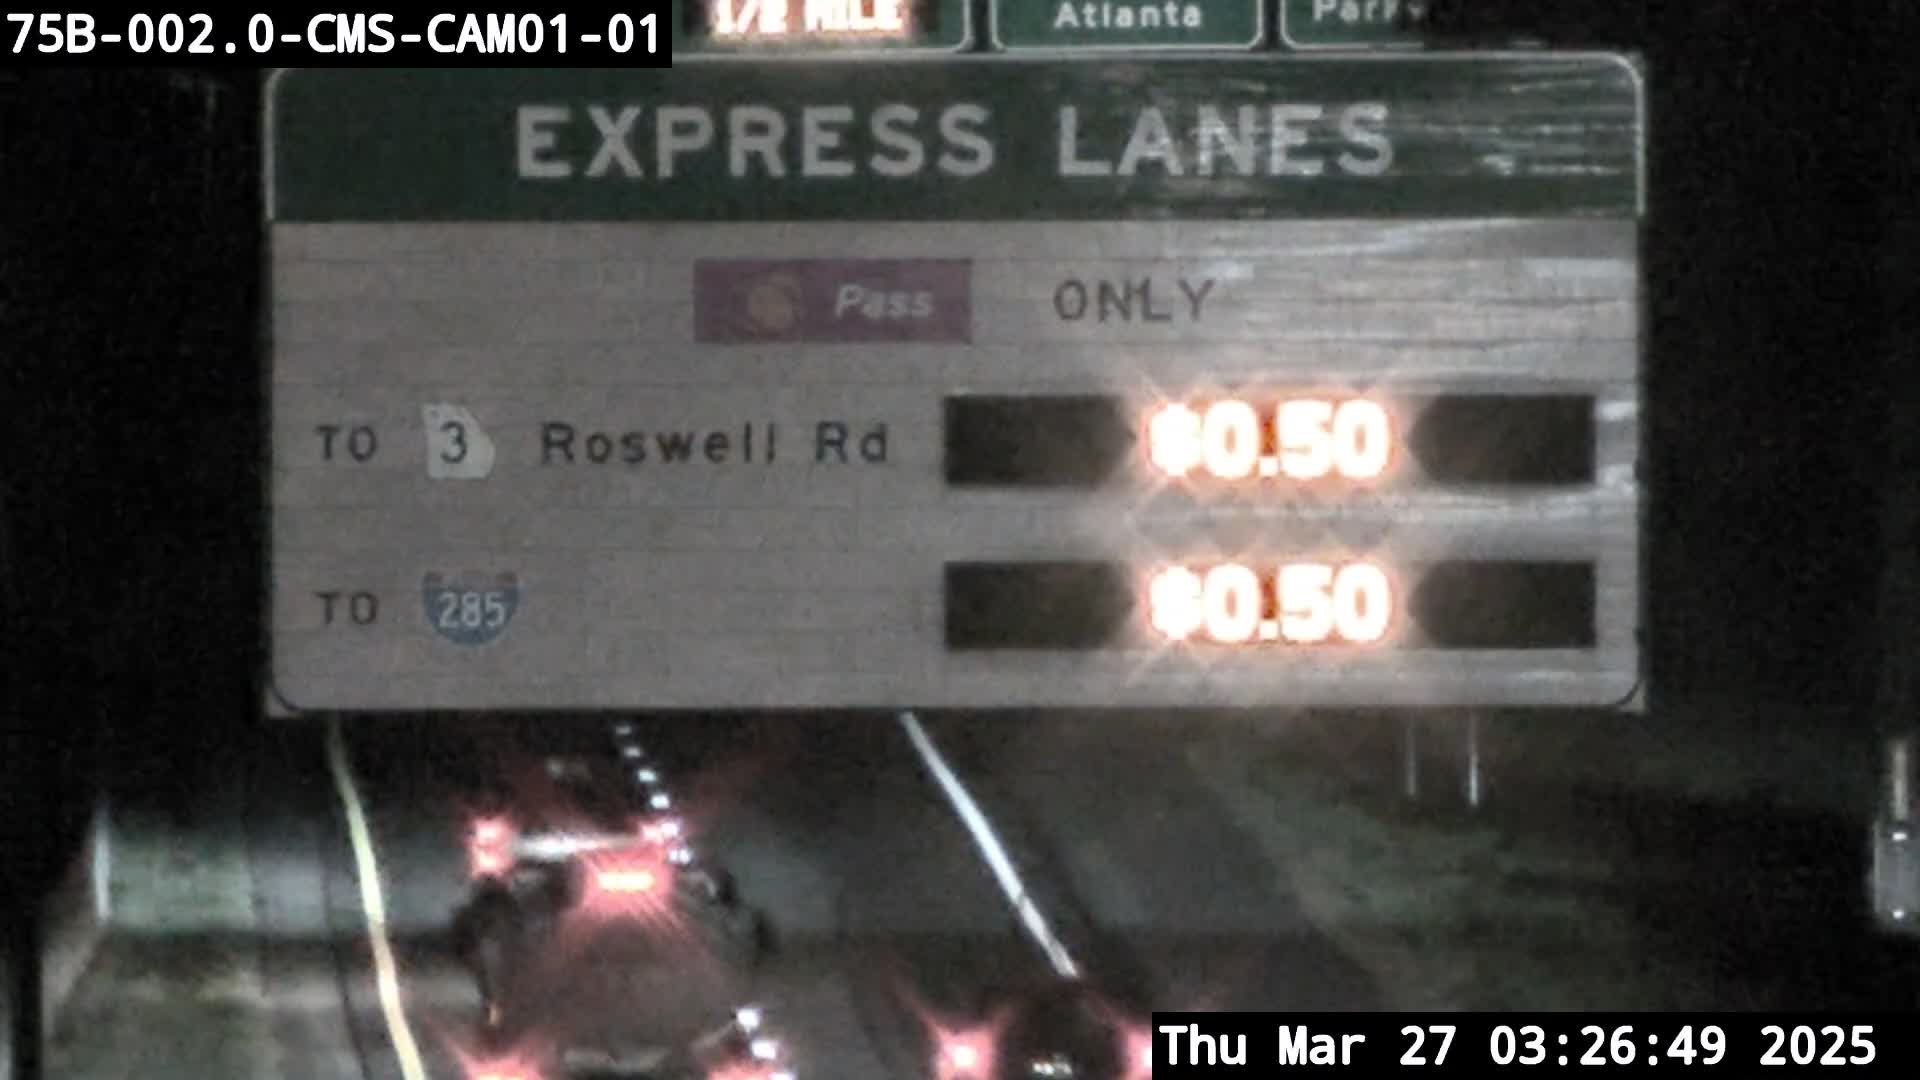 75B-002.0-CMS-CAM01-01
1/2 MILE
Atlanta
EXPRESS LANES
Pass ONLY
TO 3 Roswell Rd $0.50
TO 285 $0.50
Thu Mar 27 03:26:49 2025